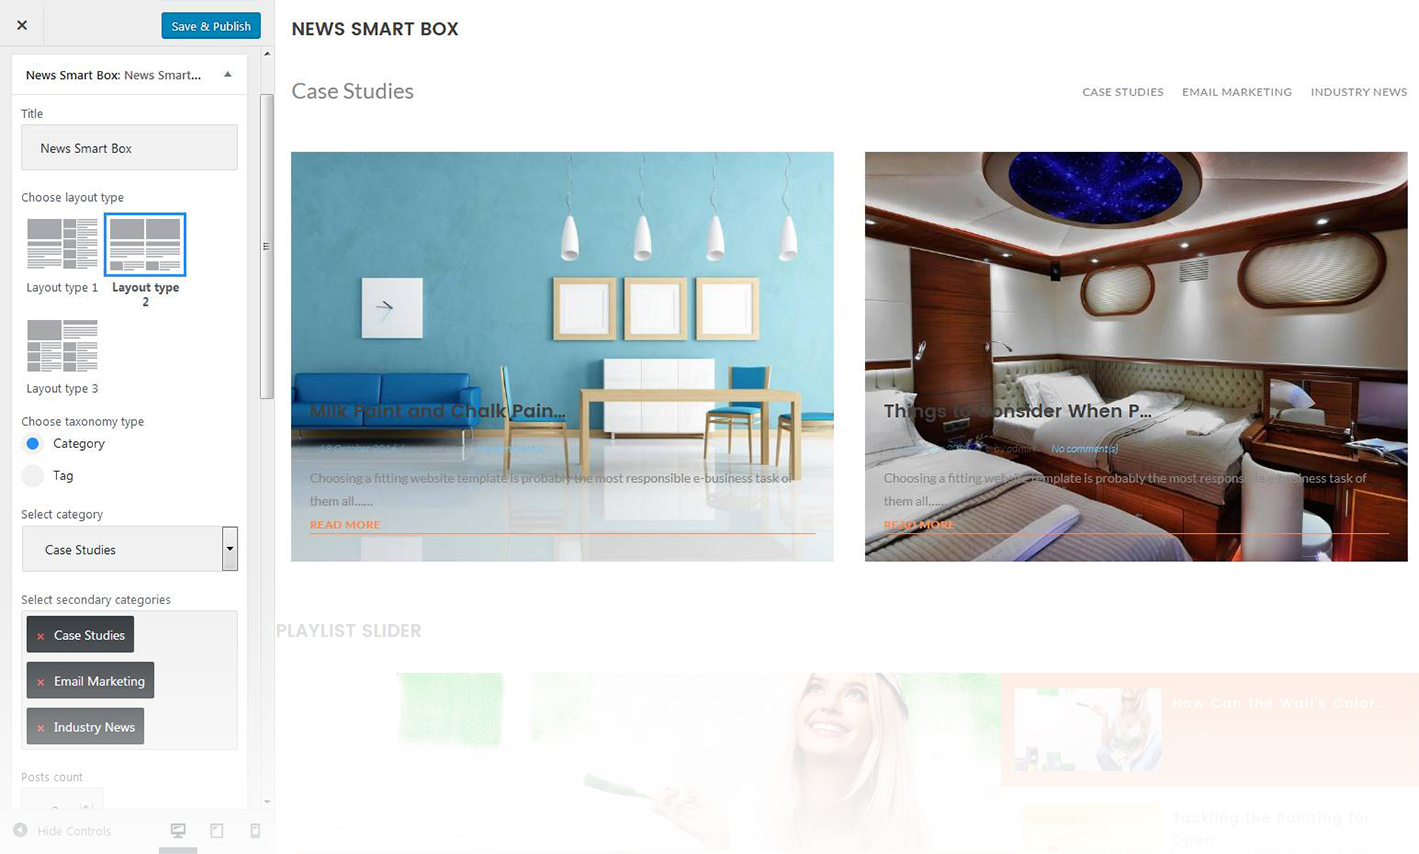 Save & Publish
News Smart Box: News Smart...
Title
News Smart Box
Choose layout type
Layout type 1
Layout type
2
Layout type 3
Choose taxonomy type
Category
Tag
Select category
Case Studies
Select secondary categories
× Case Studies
× Email Marketing
× Industry News
Posts count
Hide Controls
NEWS SMART BOX
Case Studies
CASE STUDIES EMAIL MARKETING INDUSTRY NEWS
Milk Paint and Chalk Pain...
Choosing a fitting website template is probably the most responsible e-business task of
them all......
READ MORE
Things to Consider When P...
by admin No comment(s)
Choosing a fitting website template is probably the most responsible e-business task of
them all......
READ MORE
PLAYLIST SLIDER
How Can the Wall's Color...
Tackling the Painting for
Open...